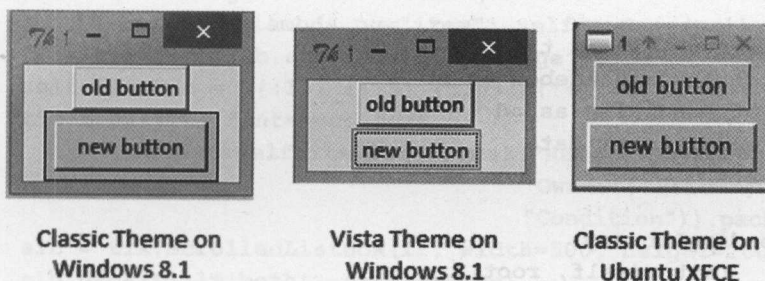 old button
new button
Classic Theme on
Windows 8.1
old button
new button
Vista Theme on
Windows 8.1
1
old button
new button
Classic Theme on
Ubuntu XFCE